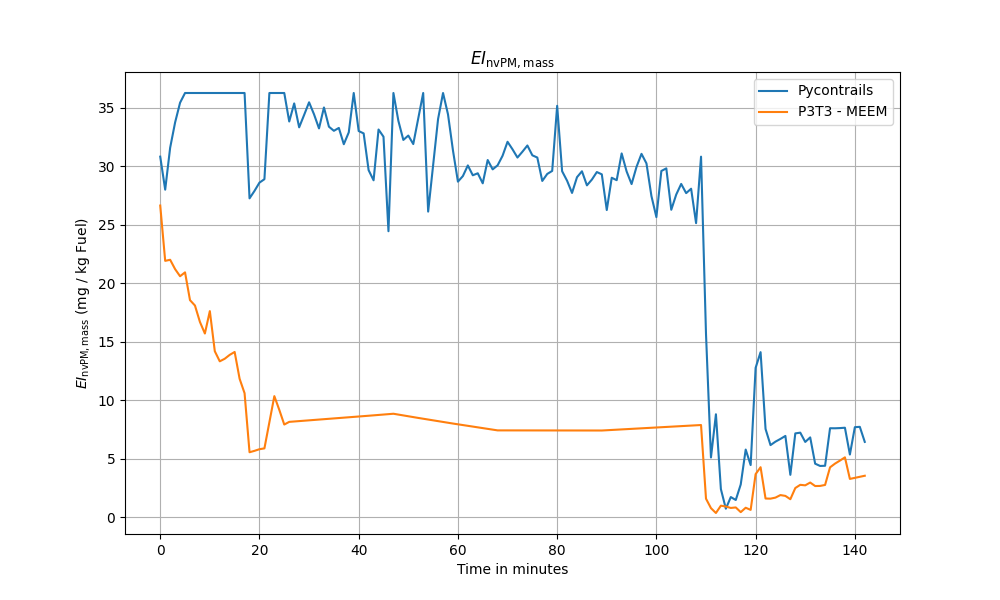 EI_nvPM, mass
Pycontrails
P3T3 - MEEM
EI_nvPM, mass (mg / kg Fuel)
35
30
25
20
15
10
5
0
0 20 40 60 80 100 120 140
Time in minutes